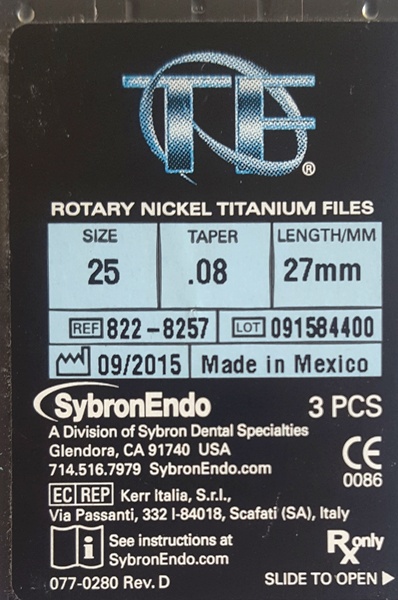 TF®
ROTARY NICKEL TITANIUM FILES
SIZE TAPER LENGTH/MM
25 .08 27mm
REF 822-8257 LOT 091584400
09/2015 Made in Mexico
SybronEndo 3 PCS
A Division of Sybron Dental Specialties
Glendora, CA 91740 USA
714.516.7979 SybronEndo.com
CE
0086
EC REP Kerr Italia, S.r.l.,
Via Passanti, 332 I-84018, Scafati (SA), Italy
i See instructions at
SybronEndo.com
Rx only
077-0280 Rev. D SLIDE TO OPEN